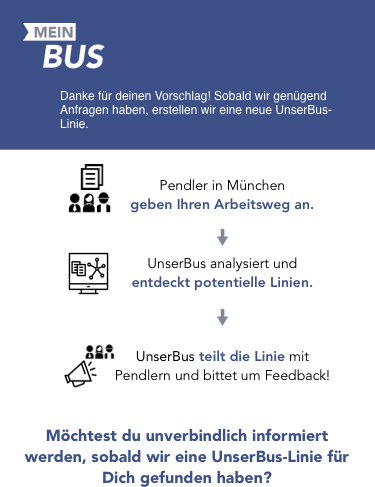 MEIN
BUS
Danke für deinen Vorschlag! Sobald wir genügend
Anfragen haben, erstellen wir eine neue UnserBus-
Linie.
Pendler in München
geben Ihren Arbeitsweg an.
UnserBus analysiert und
entdeckt potentielle Linien.
UnserBus teilt die Linie mit
Pendlern und bittet um Feedback!
Möchtest du unverbindlich informiert
werden, sobald wir eine UnserBus-Linie für
Dich gefunden haben?